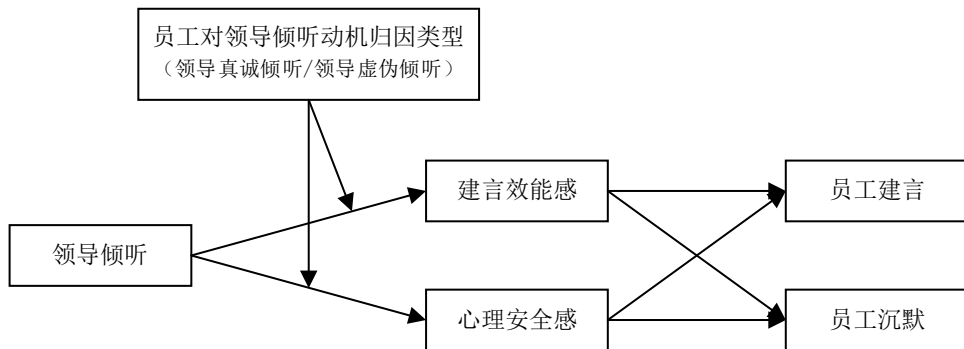 员工对领导倾听动机归因类型
（领导真诚倾听/领导虚伪倾听）
建言效能感
员工建言
领导倾听
心理安全感
员工沉默